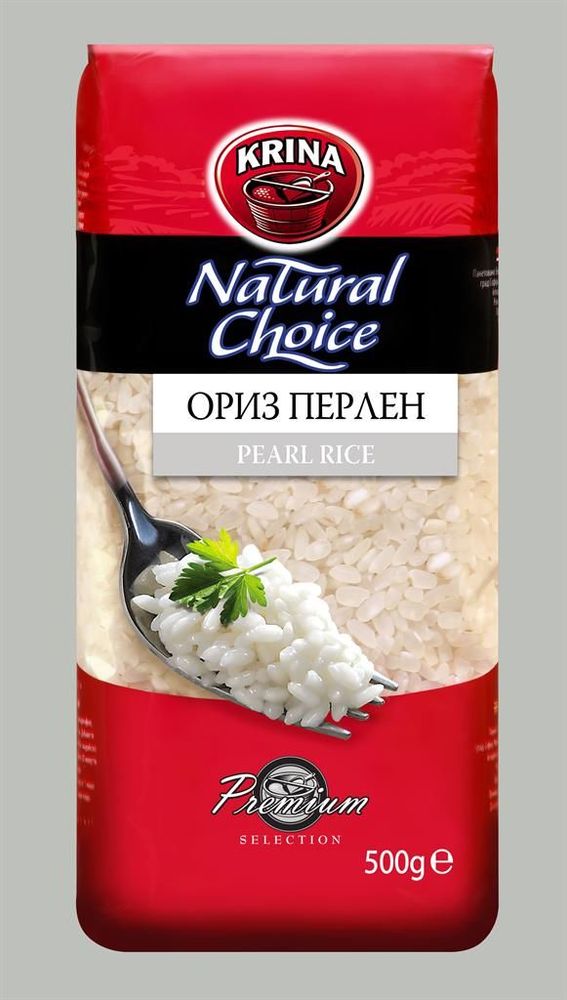 KRINA
Natural
Choice
ОРИЗ ПЕРЛЕН
PEARL RICE
Premium
SELECTION
500g e